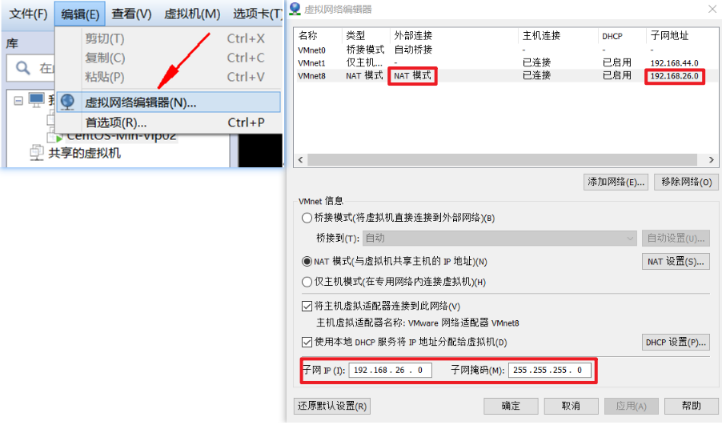 文件(F) 编辑(E) 查看(V) 虚拟机(M) 选项卡(T
库
剪切(T) Ctrl+X
复制(C) Ctrl+C
粘贴(P) Ctrl+V
虚拟网络编辑器(N)...
首选项(R)... Ctrl+P
CentOS-Min-Vip02
共享的虚拟机
虚拟网络编辑器
名称 类型 外部连接 主机连接 DHCP 子网地址
VMnet0 桥接模式 自动桥接 - - -
VMnet1 仅主机... - 已连接 已启用 192.168.44.0
VMnet8 NAT 模式 NAT 模式 已连接 已启用 192.168.26.0
添加网络(E)... 移除网络(O)
VMnet 信息
桥接模式(将虚拟机直接连接到外部网络)(B)
桥接到(T): 自动 自动设置(U)...
NAT 模式(与虚拟机共享主机的 IP 地址)(N) NAT 设置(S)...
仅主机模式(在专用网络内连接虚拟机)(H)
将主机虚拟适配器连接到此网络(V)
主机虚拟适配器名称: VMware 网络适配器 VMnet8
使用本地 DHCP 服务将 IP 地址分配给虚拟机(D) DHCP 设置(P)...
子网 IP (I): 192.168.26.0 子网掩码(M): 255.255.255.0
还原默认设置(R) 确定 取消 应用(A) 帮助